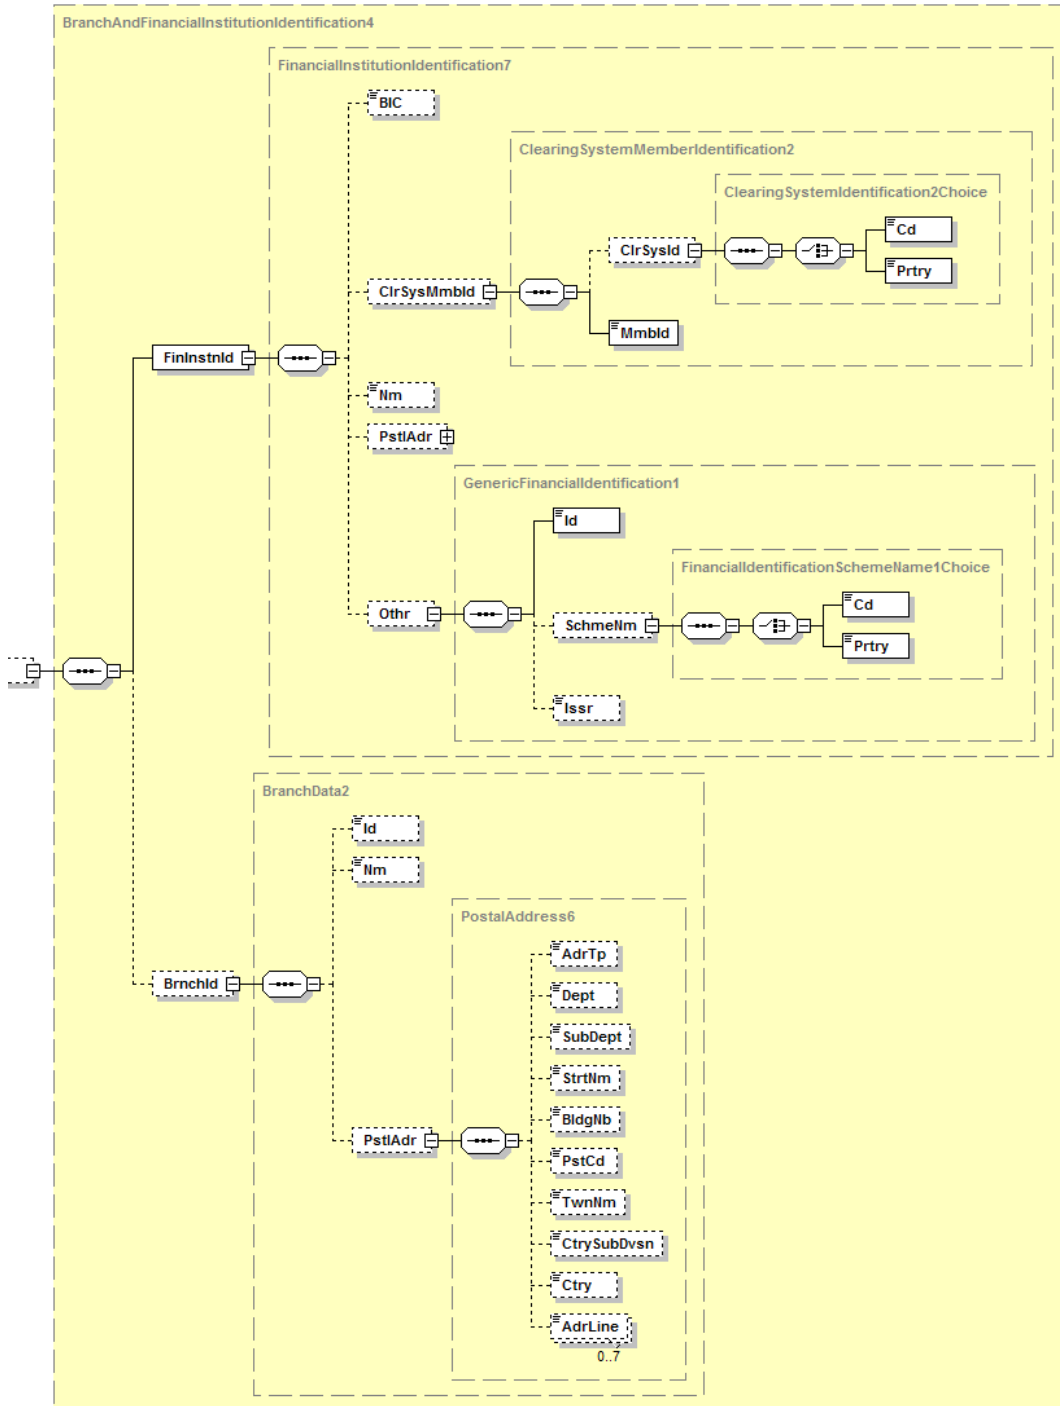 BranchAndFinancialInstitutionIdentification4
FinancialInstitutionIdentification7
BIC
ClearingSystemMemberIdentification2
ClearingSystemIdentification2Choice
Cd
ClrSysId
Prtry
ClrSysMmbId
MmbId
FinInstnId
Nm
PstlAdr
GenericFinancialIdentification1
Id
FinancialIdentificationSchemeName1Choice
Cd
Othr
SchmeNm
Prtry
Issr
BranchData2
Id
Nm
PostalAddress6
AdrTp
BrnchId
Dept
SubDept
StrtNm
BldgNb
PstlAdr
PstCd
TwnNm
CtrySubDvsn
Ctry
AdrLine
0..7